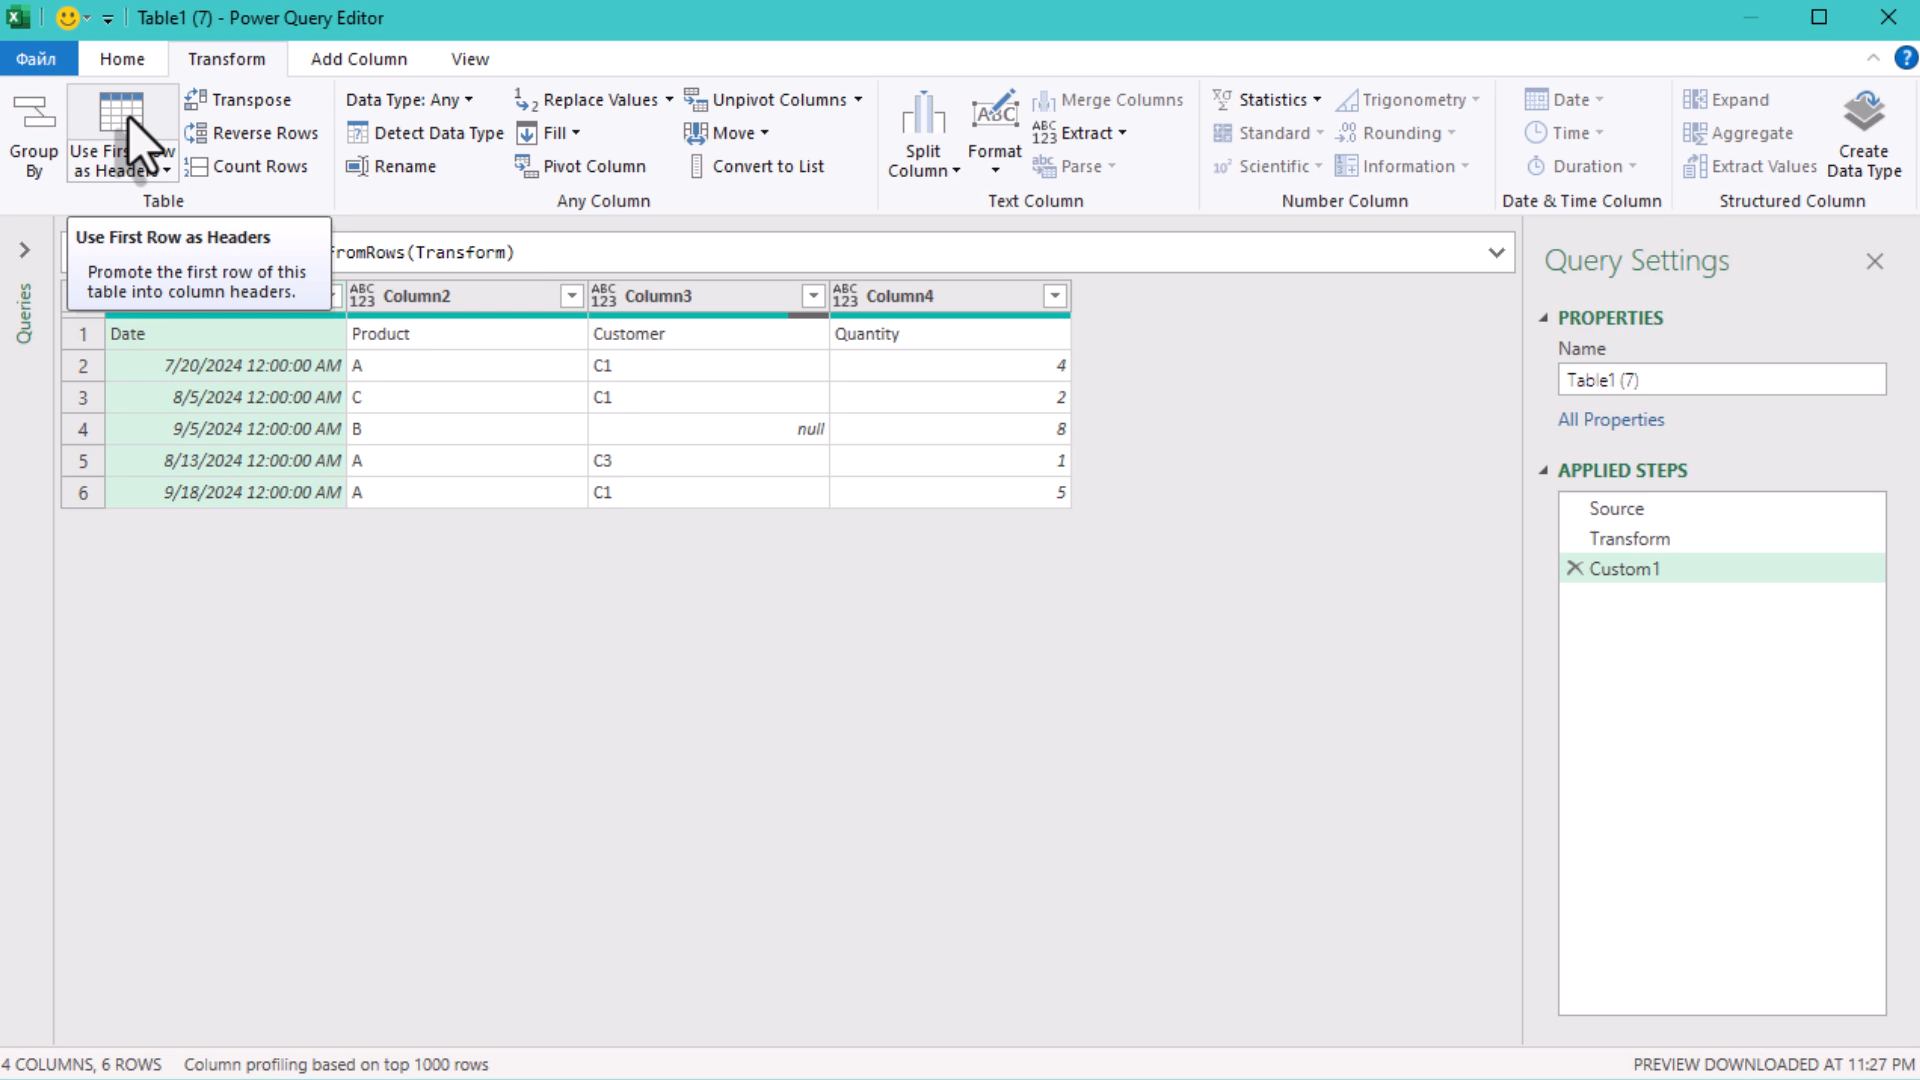 Table1 (7) - Power Query Editor
Файл
Home
Transform
Add Column
View
?
Group By
as
Transpose
Reverse Rows
Count Rows
Table
Data Type: Any
Detect Data Type
Rename
Replace Values
Fill
Pivot Column
Unpivot Columns
Move
Convert to List
Any Column
Split Column
Format
Merge Columns
Extract
Parse
Text Column
Statistics
Standard
Scientific
Trigonometry
Rounding
Information
Number Column
Date
Time
Duration
Date & Time Column
Expand
Aggregate
Extract Values
Create Data Type
Structured Column
Use First Row as Headers
Promote the first row of this
table into column headers.
fromRows(Transform)
Queries
ABC 123 Column2
ABC 123 Column3
ABC 123 Column4
1 Date Product Customer Quantity
2 7/20/2024 12:00:00 AM A C1 4
3 8/5/2024 12:00:00 AM C C1 2
4 9/5/2024 12:00:00 AM B null 8
5 8/13/2024 12:00:00 AM A C3 1
6 9/18/2024 12:00:00 AM A C1 5
Query Settings
PROPERTIES
Name
Table1 (7)
All Properties
APPLIED STEPS
Source
Transform
Custom1
4 COLUMNS, 6 ROWS
Column profiling based on top 1000 rows
PREVIEW DOWNLOADED AT 11:27 PM